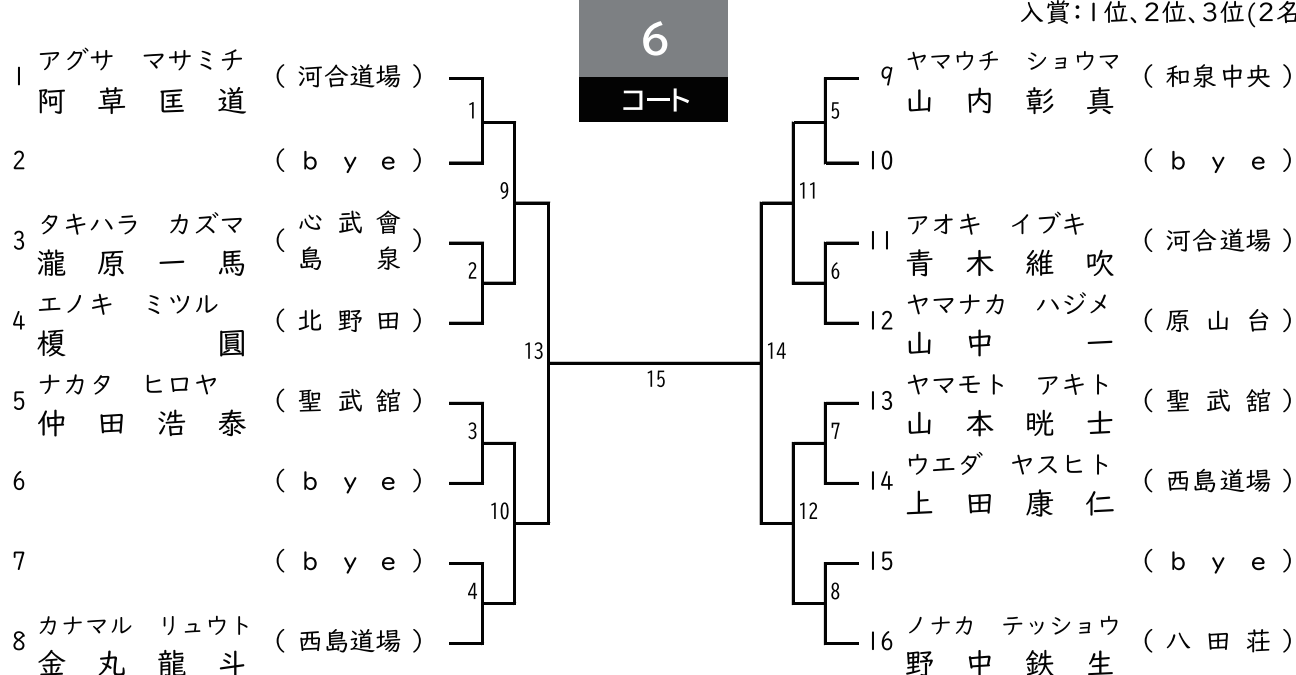 6
コート
入賞:1位、2位、3位(2名
アグサ マサミチ
1 阿草匡道 (河合道場)
2 (bye)
タキハラ カズマ
3 瀧原一馬 (心武會島泉)
エノキ ミツル
4 榎圓 (北野田)
ナカタ ヒロヤ
5 仲田浩泰 (聖武舘)
6 (bye)
7 (bye)
カナマル リュウト
8 金丸龍斗 (西島道場)
1
2
3
4
9
10
13
15
14
11
12
5
6
7
8
ヤマウチ ショウマ
9 山内彰真 (和泉中央)
10 (bye)
アオキ イブキ
11 青木維吹 (河合道場)
ヤマナカ ハジメ
12 山中一 (原山台)
ヤマモト アキト
13 山本晄士 (聖武舘)
ウエダ ヤスヒト
14 上田康仁 (西島道場)
15 (bye)
ノナカ テッショウ
16 野中鉄生 (八田荘)